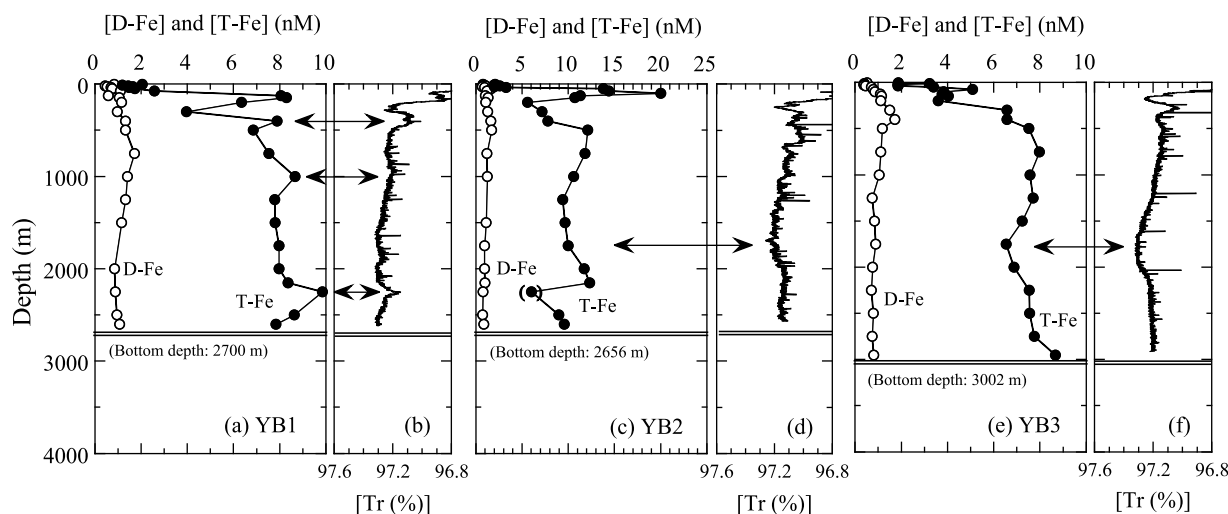 [D-Fe] and [T-Fe] (nM)
[D-Fe] and [T-Fe] (nM)
[D-Fe] and [T-Fe] (nM)
0 2 4 6 8 10
0 5 10 15 20 25
0 2 4 6 8 10
Depth (m)
0
1000
2000
3000
4000
D-Fe
T-Fe
(Bottom depth: 2700 m)
(a) YB1
(b)
D-Fe
( )
T-Fe
(Bottom depth: 2656 m)
(c) YB2
(d)
D-Fe
T-Fe
(Bottom depth: 3002 m)
(e) YB3
(f)
97.6 97.2 96.8
97.6 97.2 96.8
97.6 97.2 96.8
[Tr (%)]
[Tr (%)]
[Tr (%)]